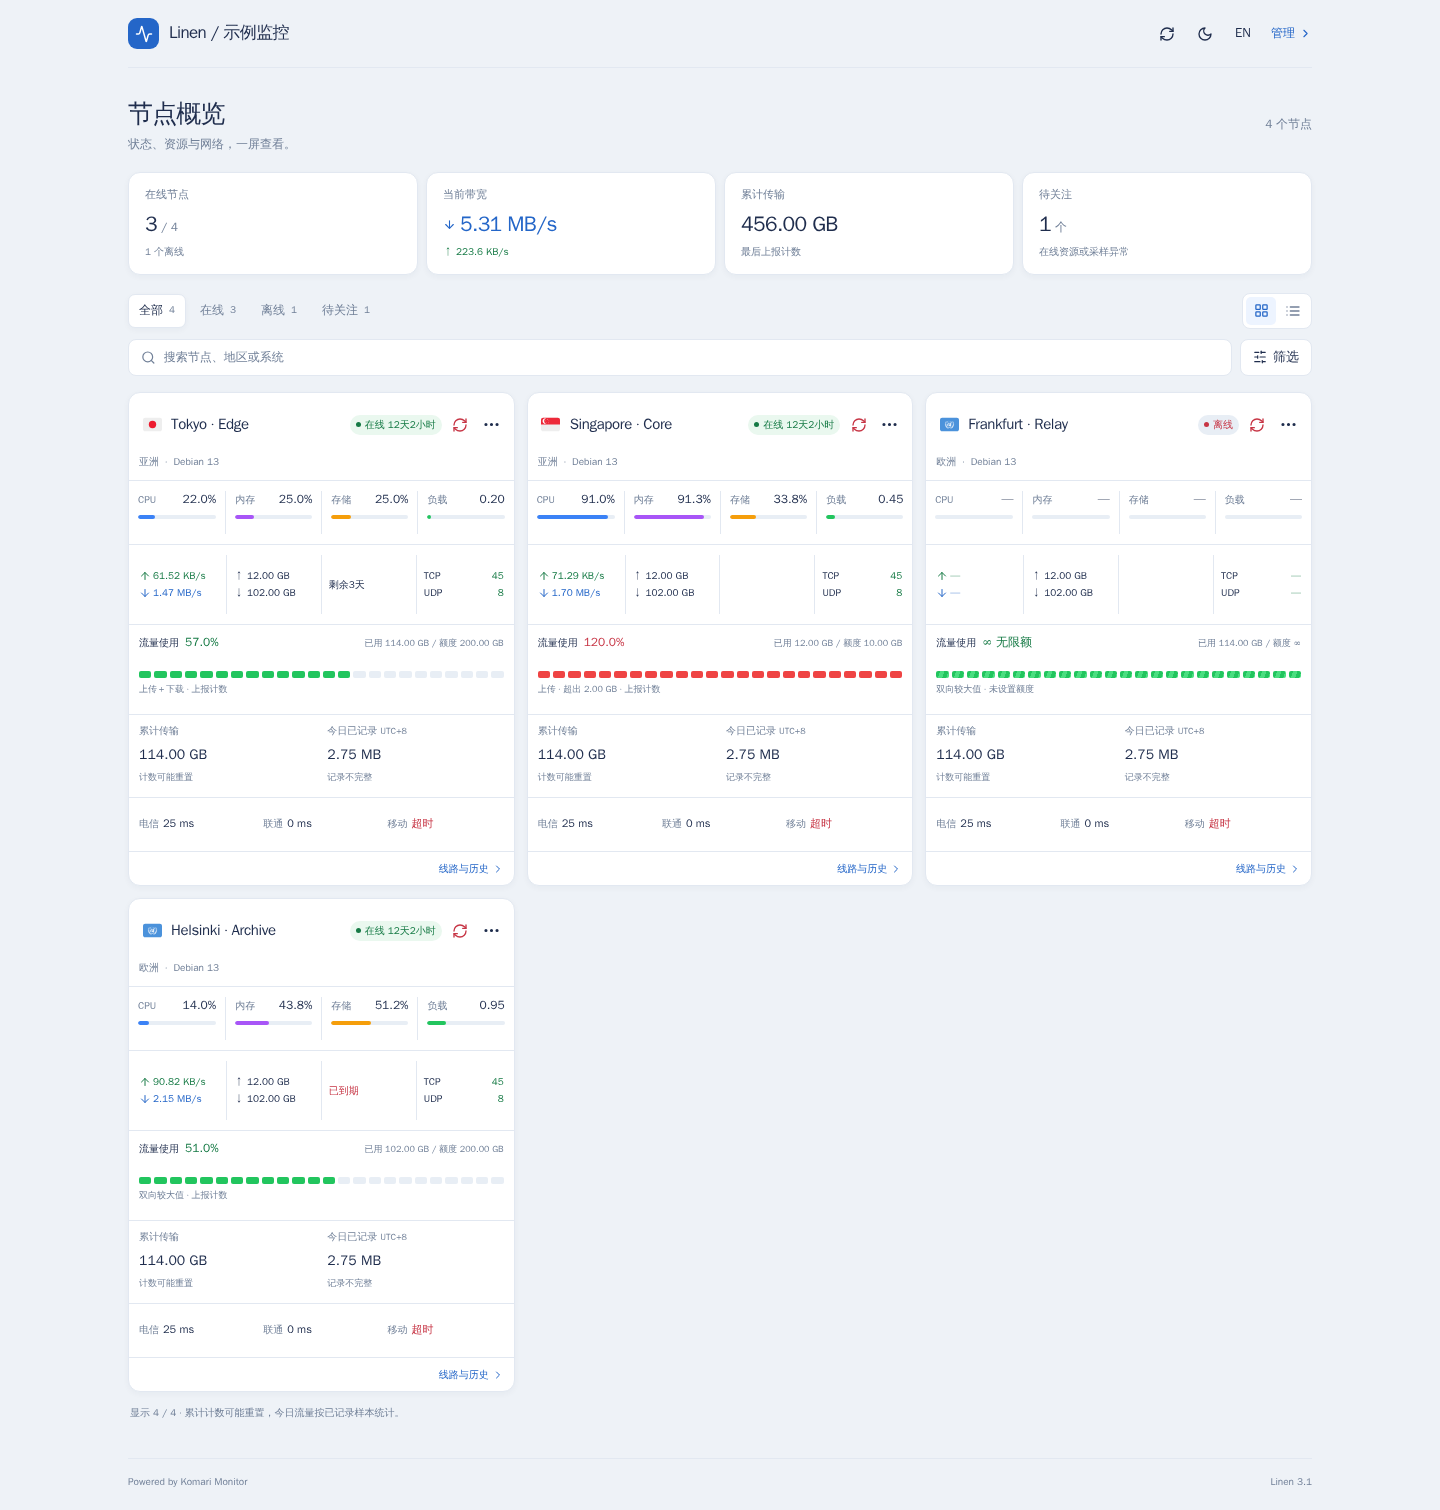 Linen / 示例监控
EN 管理
节点概览
4 个节点
状态、资源与网络，一屏查看。
在线节点
3 / 4
1 个离线
当前带宽
↓ 5.31 MB/s
↑ 223.6 KB/s
累计传输
456.00 GB
最后上报计数
待关注
1 个
在线资源或采样异常
全部 4 在线 3 离线 1 待关注 1
搜索节点、地区或系统
筛选
Tokyo · Edge 在线 12天2小时
亚洲 · Debian 13
CPU 22.0% 内存 25.0% 存储 25.0% 负载 0.20
↑ 61.52 KB/s ↑ 12.00 GB 剩余3天 TCP 45
↓ 1.47 MB/s ↓ 102.00 GB UDP 8
流量使用 57.0% 已用 114.00 GB / 额度 200.00 GB
上传 + 下载 · 上报计数
累计传输 今日已记录 UTC+8
114.00 GB 2.75 MB
计数可能重置 记录不完整
电信 25 ms 联通 0 ms 移动 超时
线路与历史
Singapore · Core 在线 12天2小时
亚洲 · Debian 13
CPU 91.0% 内存 91.3% 存储 33.8% 负载 0.45
↑ 71.29 KB/s ↑ 12.00 GB TCP 45
↓ 1.70 MB/s ↓ 102.00 GB UDP 8
流量使用 120.0% 已用 12.00 GB / 额度 10.00 GB
上传 · 超出 2.00 GB · 上报计数
累计传输 今日已记录 UTC+8
114.00 GB 2.75 MB
计数可能重置 记录不完整
电信 25 ms 联通 0 ms 移动 超时
线路与历史
Frankfurt · Relay 离线
欧洲 · Debian 13
CPU — 内存 — 存储 — 负载 —
↑ — ↑ 12.00 GB TCP —
↓ — ↓ 102.00 GB UDP —
流量使用 ∞ 无限额 已用 114.00 GB / 额度 ∞
双向较大值 · 未设置额度
累计传输 今日已记录 UTC+8
114.00 GB 2.75 MB
计数可能重置 记录不完整
电信 25 ms 联通 0 ms 移动 超时
线路与历史
Helsinki · Archive 在线 12天2小时
欧洲 · Debian 13
CPU 14.0% 内存 43.8% 存储 51.2% 负载 0.95
↑ 90.82 KB/s ↑ 12.00 GB 已到期 TCP 45
↓ 2.15 MB/s ↓ 102.00 GB UDP 8
流量使用 51.0% 已用 102.00 GB / 额度 200.00 GB
双向较大值 · 上报计数
累计传输 今日已记录 UTC+8
114.00 GB 2.75 MB
计数可能重置 记录不完整
电信 25 ms 联通 0 ms 移动 超时
线路与历史
显示 4 / 4 · 累计计数可能重置，今日流量按已记录样本统计。
Powered by Komari Monitor
Linen 3.1